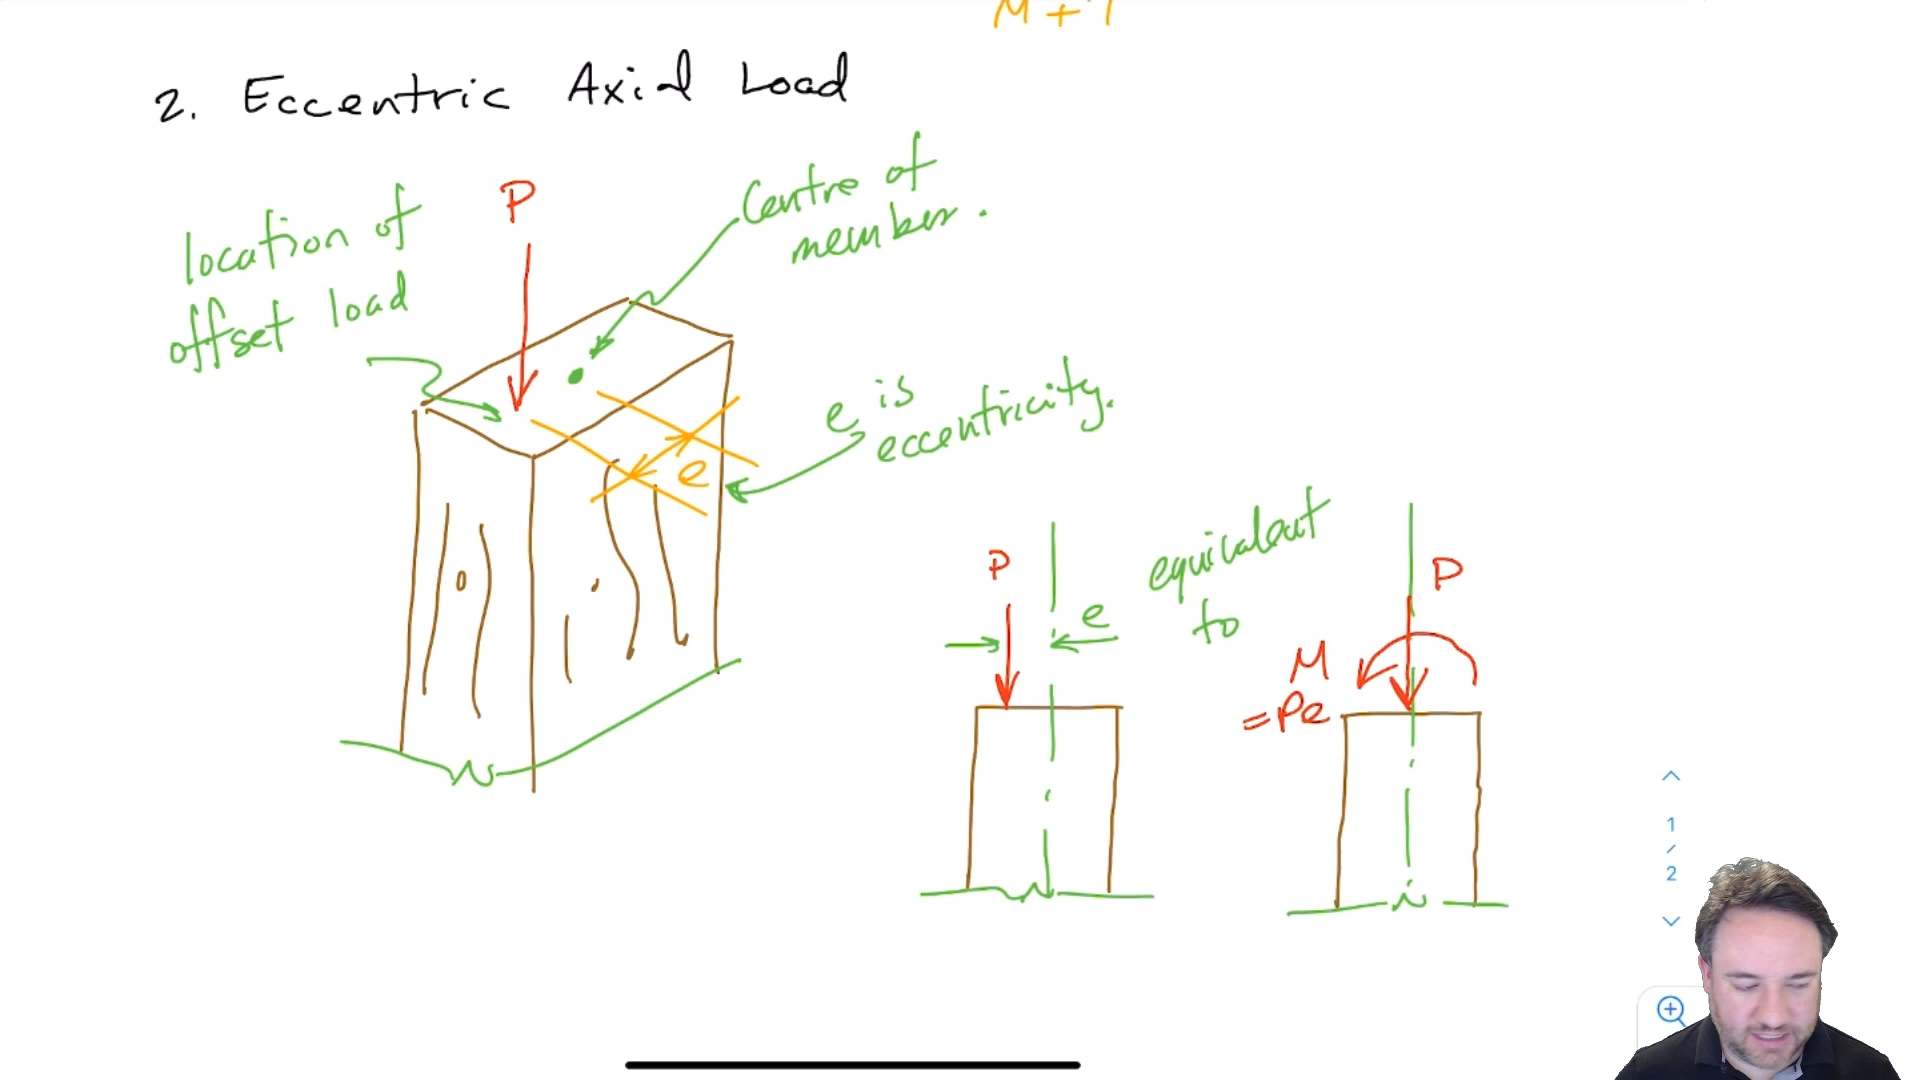 M + T
2. Eccentric Axial Load
P
Centre of
member.
location of
offset load
e is
eccentricity.
e
P
e
equivalent
to
P
M
= Pe
1
/
2